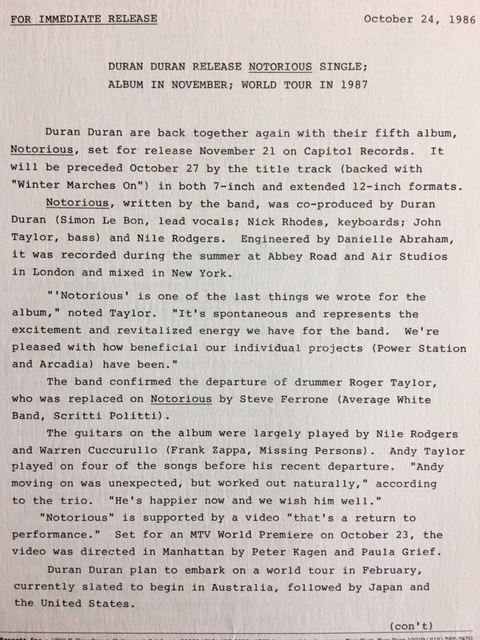 FOR IMMEDIATE RELEASE October 24, 1986
DURAN DURAN RELEASE NOTORIOUS SINGLE;
ALBUM IN NOVEMBER; WORLD TOUR IN 1987
Duran Duran are back together again with their fifth album,
Notorious, set for release November 21 on Capitol Records. It
will be preceded October 27 by the title track (backed with
"Winter Marches On") in both 7-inch and extended 12-inch formats.
Notorious, written by the band, was co-produced by Duran
Duran (Simon Le Bon, lead vocals; Nick Rhodes, keyboards; John
Taylor, bass) and Nile Rodgers. Engineered by Danielle Abraham,
it was recorded during the summer at Abbey Road and Air Studios
in London and mixed in New York.
"'Notorious' is one of the last things we wrote for the
album," noted Taylor. "It's spontaneous and represents the
excitement and revitalized energy we have for the band. We're
pleased with how beneficial our individual projects (Power Station
and Arcadia) have been."
The band confirmed the departure of drummer Roger Taylor,
who was replaced on Notorious by Steve Ferrone (Average White
Band, Scritti Politti).
The guitars on the album were largely played by Nile Rodgers
and Warren Cuccurullo (Frank Zappa, Missing Persons). Andy Taylor
played on four of the songs before his recent departure. "Andy
moving on was unexpected, but worked out naturally," according
to the trio. "He's happier now and we wish him well."
"Notorious" is supported by a video "that's a return to
performance." Set for an MTV World Premiere on October 23, the
video was directed in Manhattan by Peter Kagen and Paula Grief.
Duran Duran plan to embark on a world tour in February,
currently slated to begin in Australia, followed by Japan and
the United States.
(con't)